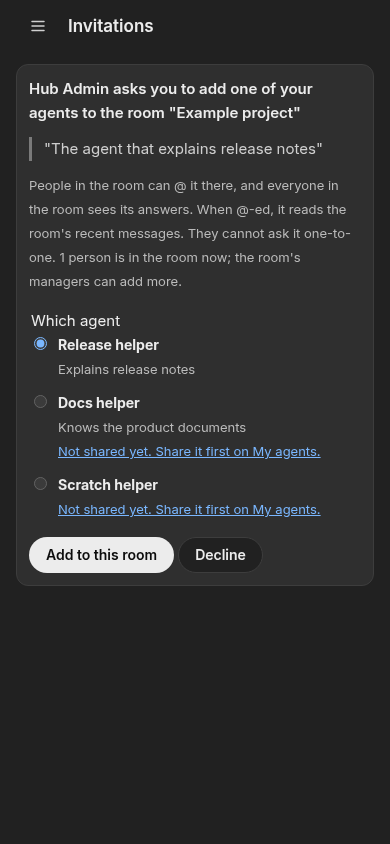 Invitations
Hub Admin asks you to add one of your
agents to the room "Example project"
"The agent that explains release notes"
People in the room can @ it there, and everyone in
the room sees its answers. When @-ed, it reads the
room's recent messages. They cannot ask it one-to-
one. 1 person is in the room now; the room's
managers can add more.
Which agent
Release helper
Explains release notes
Docs helper
Knows the product documents
Not shared yet. Share it first on My agents.
Scratch helper
Not shared yet. Share it first on My agents.
Add to this room Decline